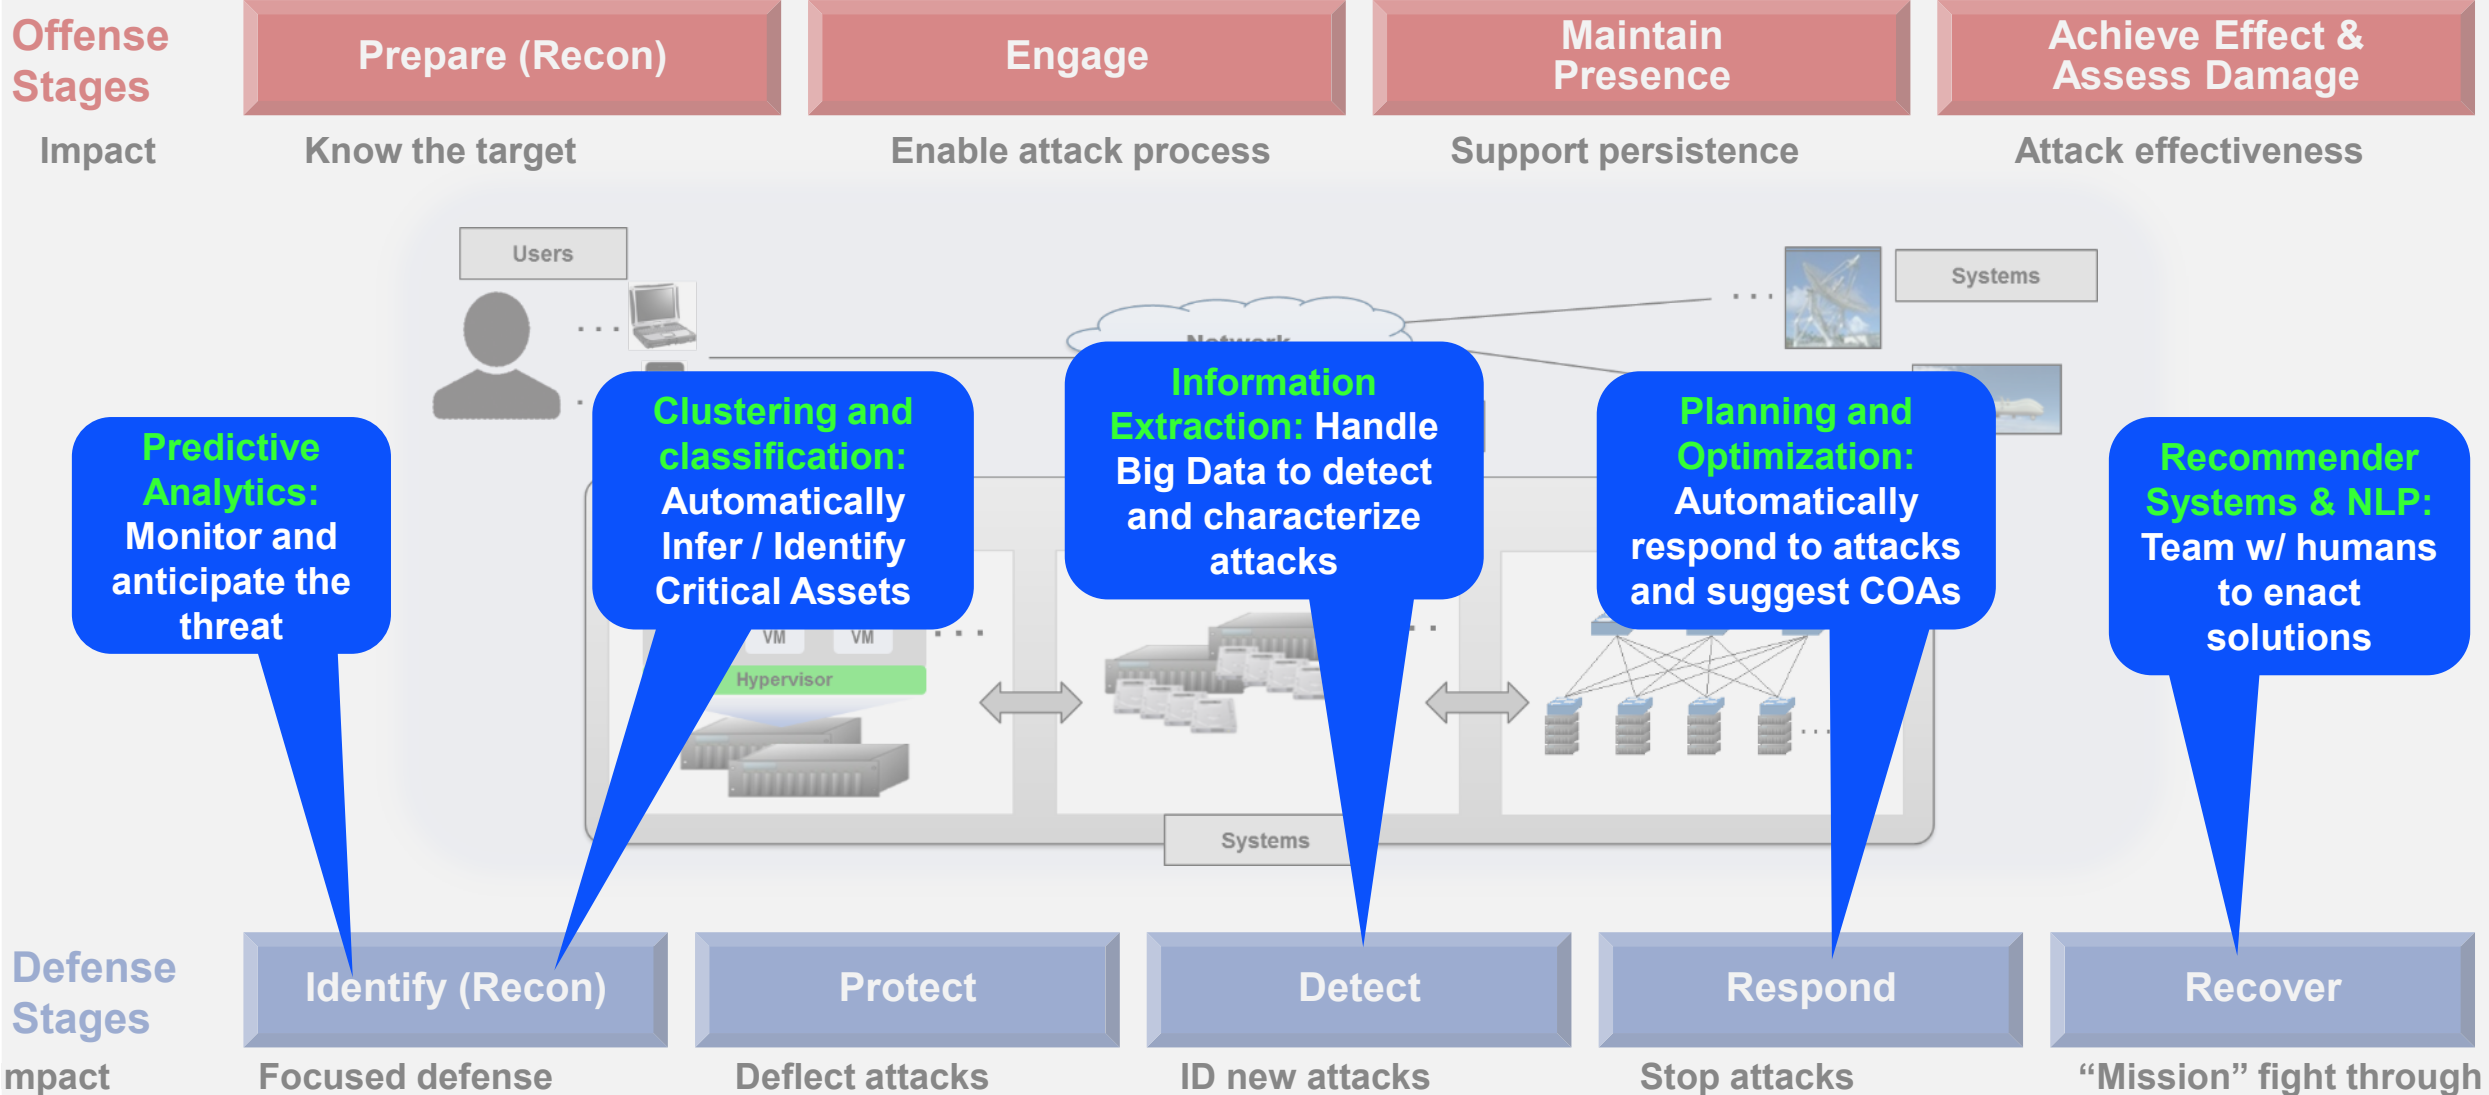 Offense
Stages
Prepare (Recon)
Engage
Maintain
Presence
Achieve Effect &
Assess Damage
Impact
Know the target
Enable attack process
Support persistence
Attack effectiveness
Users
Systems
Network
Predictive
Analytics:
Monitor and
anticipate the
threat
Clustering and
classification:
Automatically
Infer / Identify
Critical Assets
Information
Extraction: Handle
Big Data to detect
and characterize
attacks
Planning and
Optimization:
Automatically
respond to attacks
and suggest COAs
Recommender
Systems & NLP:
Team w/ humans
to enact
solutions
VM
VM
Hypervisor
Systems
Defense
Stages
Identify (Recon)
Protect
Detect
Respond
Recover
mpact
Focused defense
Deflect attacks
ID new attacks
Stop attacks
“Mission” fight through